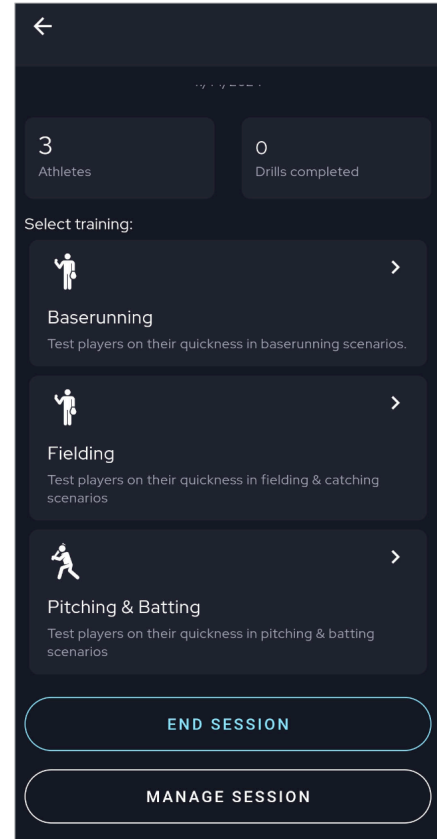 3
Athletes
0
Drills completed
Select training:
Baserunning
Test players on their quickness in baserunning scenarios.
Fielding
Test players on their quickness in fielding & catching
scenarios
Pitching & Batting
Test players on their quickness in pitching & batting
scenarios
END SESSION
MANAGE SESSION